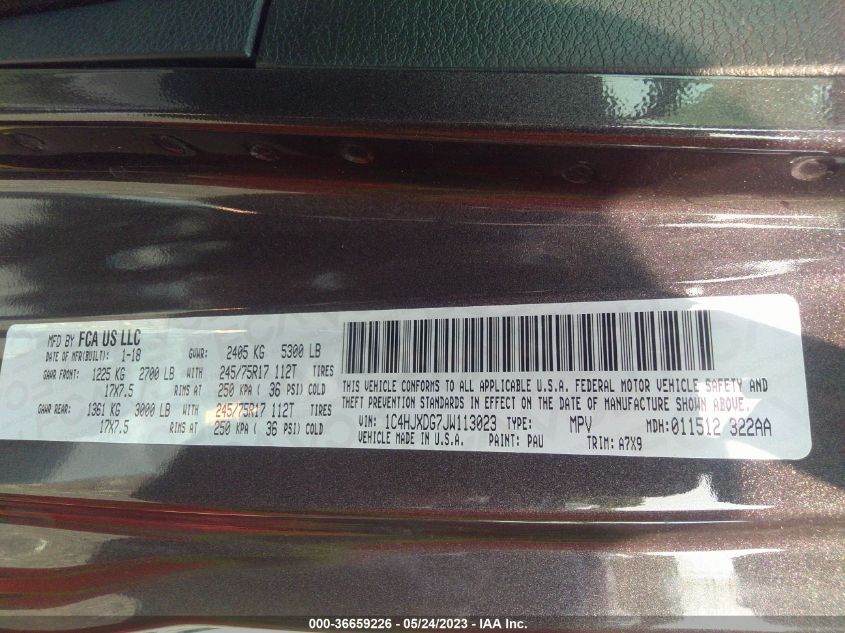 MFD BY FCA US LLC
DATE OF MFR(BUILT): 1-18 GVWR: 2405 KG 5300 LB
GAWR FRONT: 1225 KG 2700 LB WITH 245/75R17 112T TIRES
17X7.5 RIMS AT 250 KPA ( 36 PSI) COLD
GAWR REAR: 1361 KG 3000 LB WITH 245/75R17 112T TIRES
17X7.5 RIMS AT 250 KPA ( 36 PSI) COLD
THIS VEHICLE CONFORMS TO ALL APPLICABLE U.S.A. FEDERAL MOTOR VEHICLE SAFETY AND
THEFT PREVENTION STANDARDS IN EFFECT ON THE DATE OF MANUFACTURE SHOWN ABOVE.
VIN: 1C4HJXDG7JW113023 TYPE: MPV MDH: 011512 322AA
VEHICLE MADE IN U.S.A. PAINT: PAU TRIM: A7X9
000-36659226 - 05/24/2023 - IAA Inc.